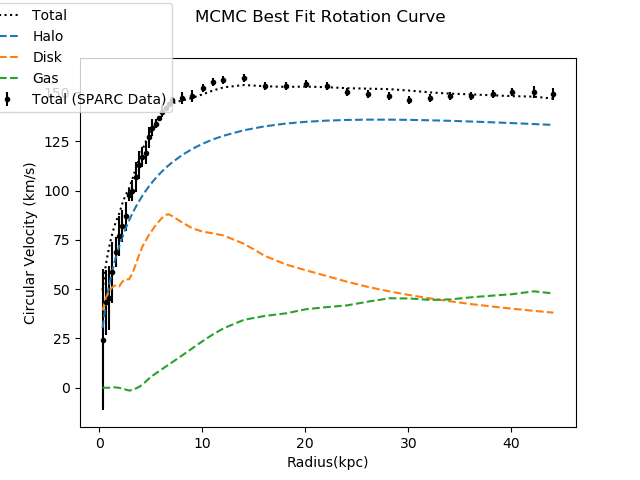 MCMC Best Fit Rotation Curve
Total
Halo
Disk
Gas
Total (SPARC Data)
150
125
100
75
50
25
0
Circular Velocity (km/s)
0
10
20
30
40
Radius(kpc)